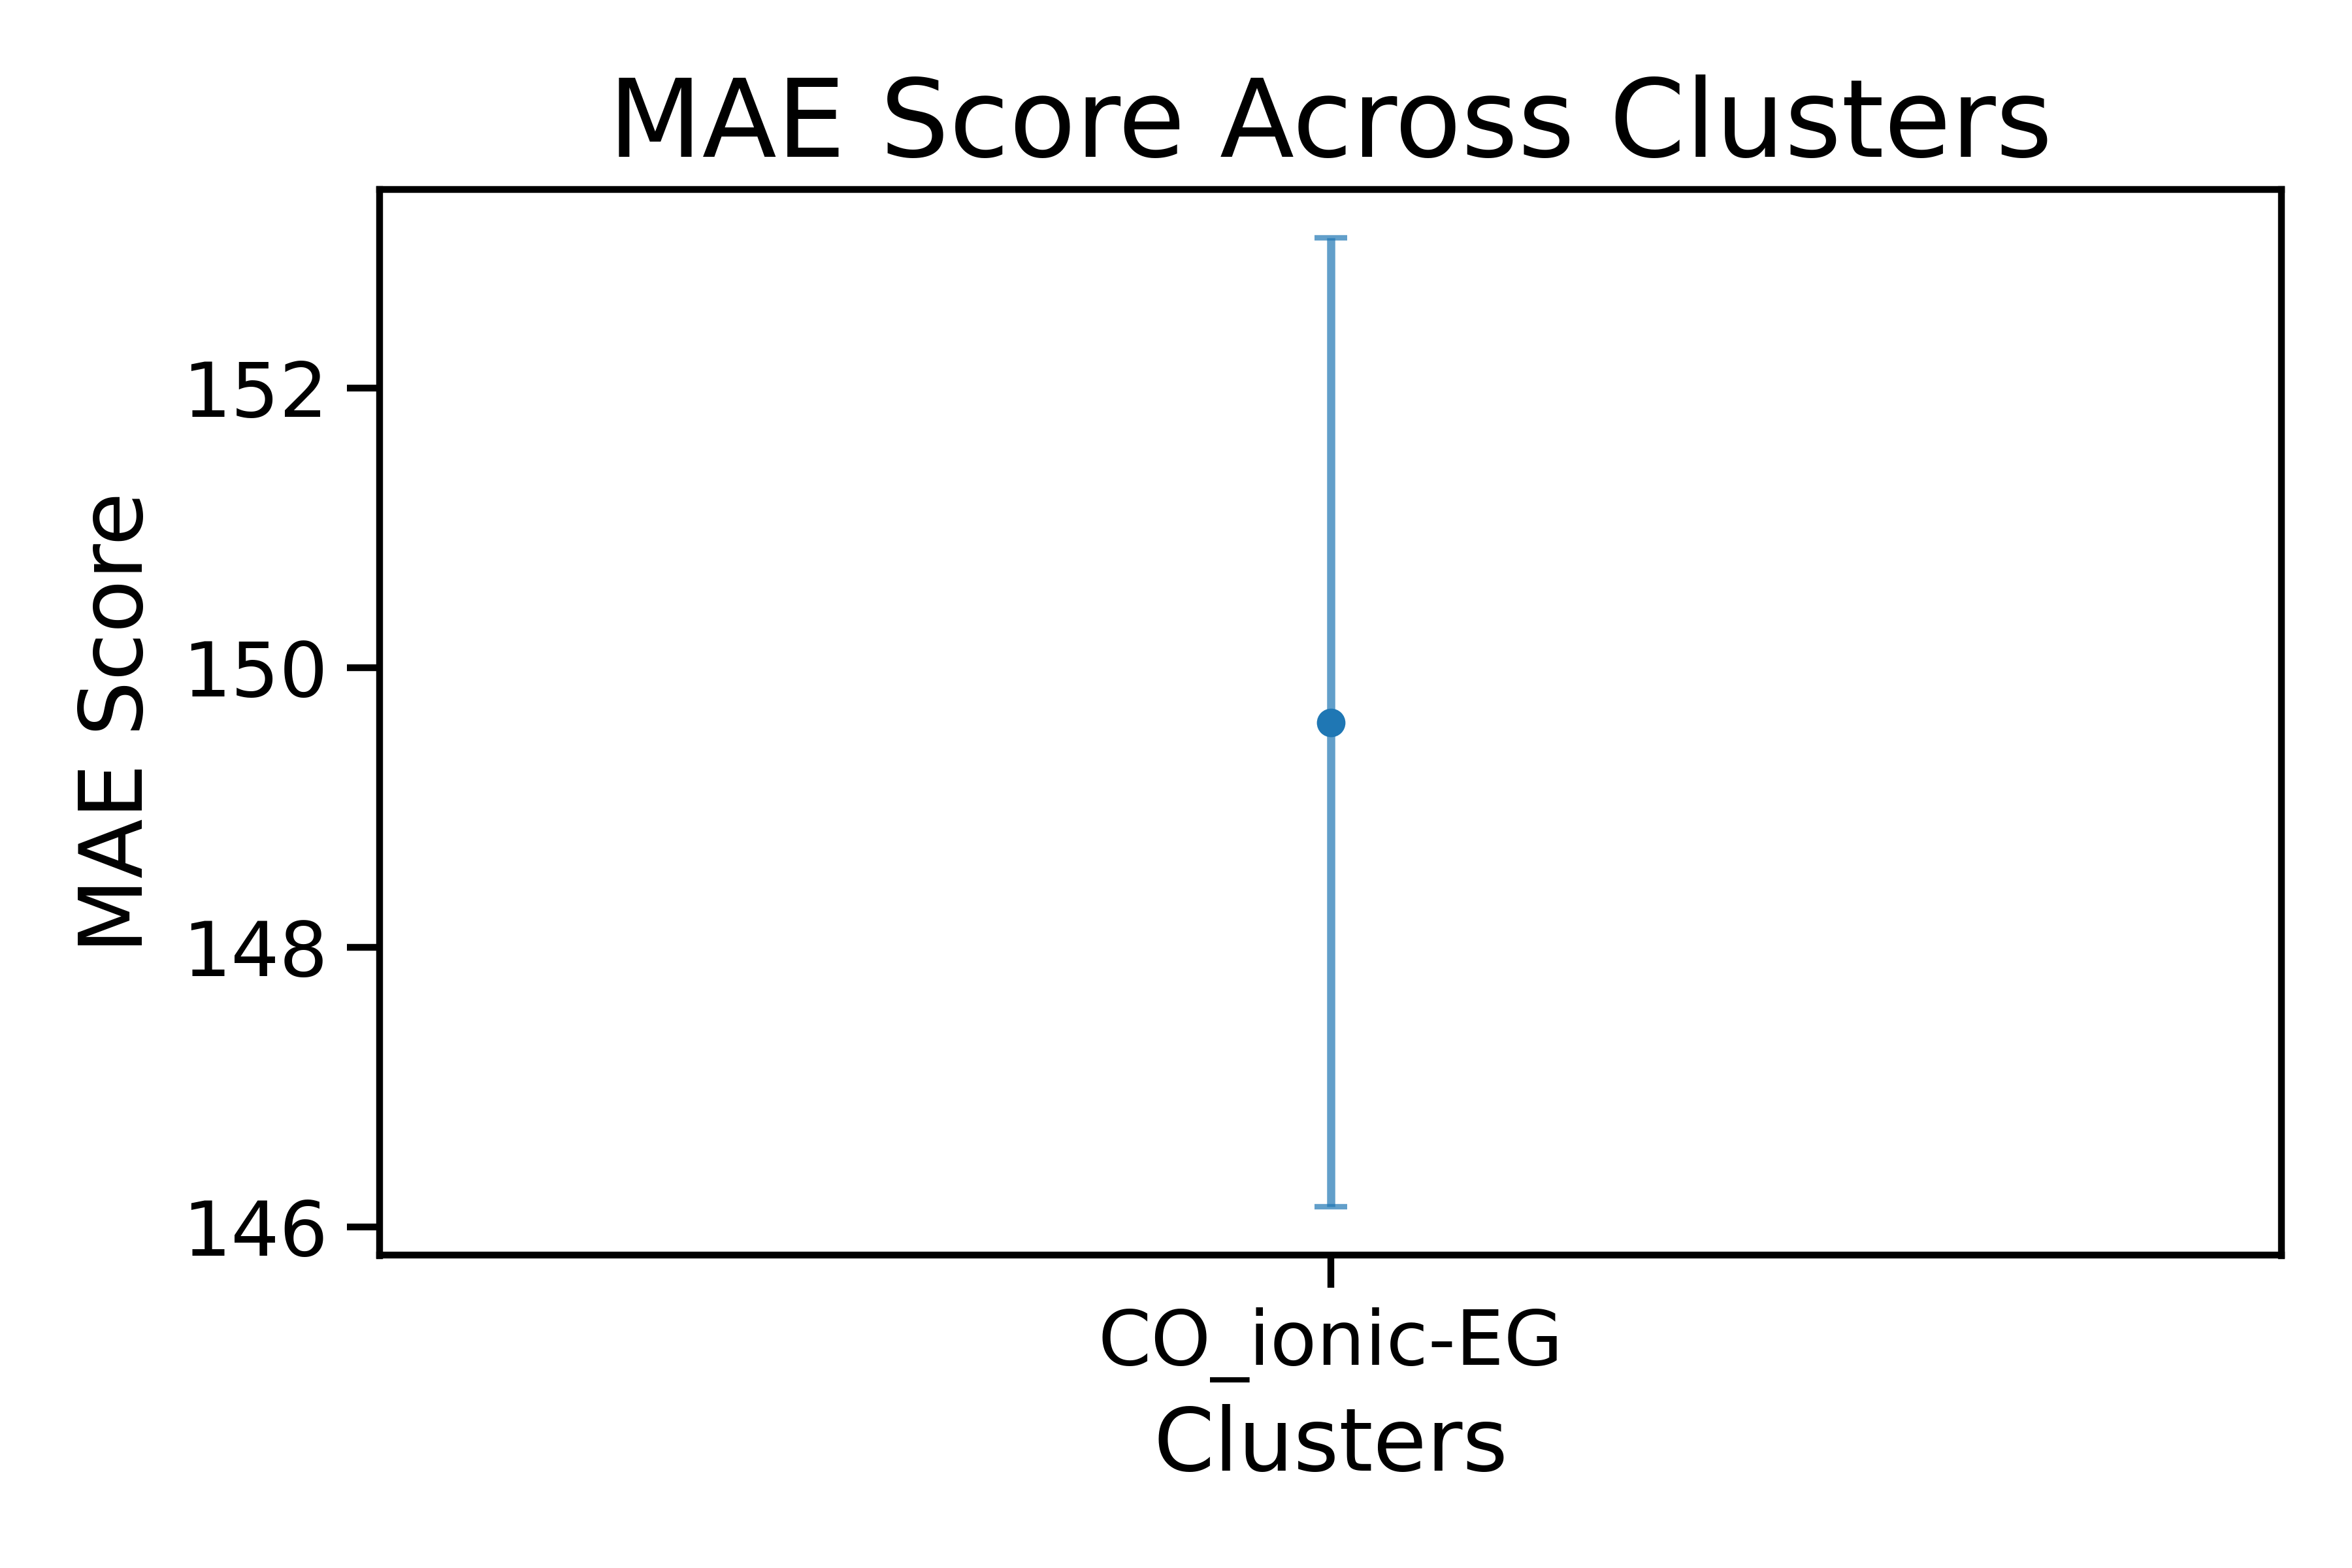 MAE Score Across Clusters
MAE Score
152
150
148
146
CO_ionic-EG
Clusters